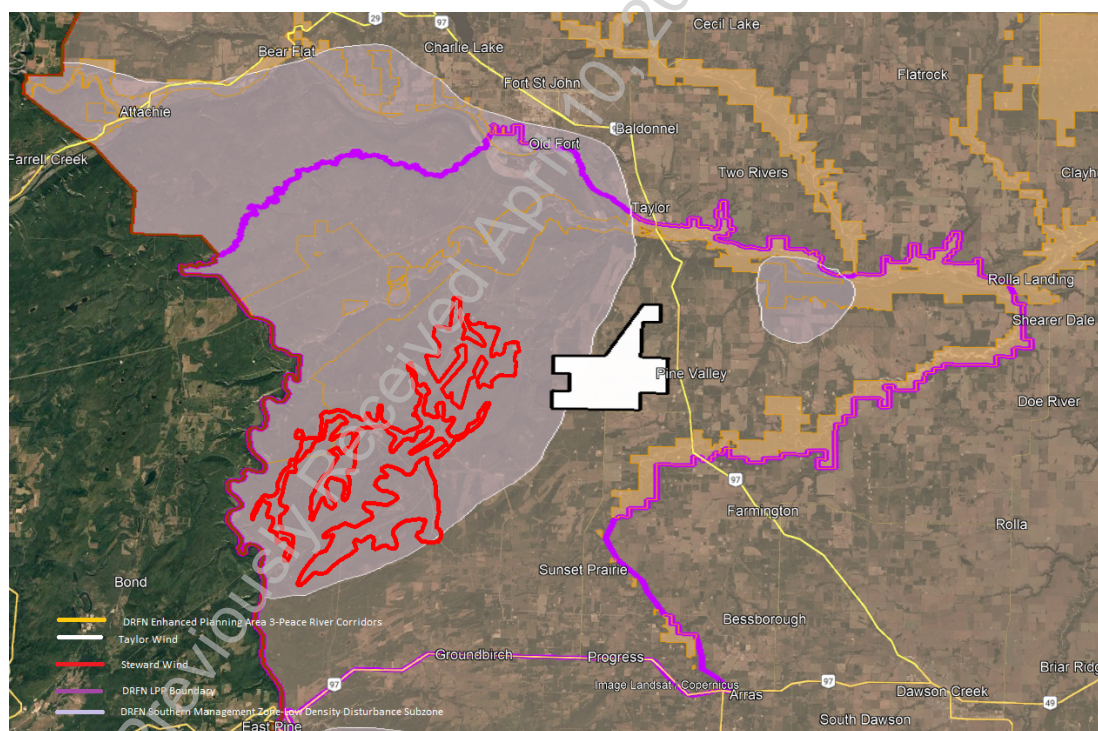 Cecil Lake
29
97
Charlie Lake
Bear Flat
Flatrock
Fort St John
Attachie
Baldonnel
Old Fort
Farrell Creek
Two Rivers
Clayh
Taylor
Rolla Landing
Shearer Dale
Pine Valley
Doe River
97
Farmington
Rolla
Sunset Prairie
Bond
DRFN Enhanced Planning Area 3-Peace River Corridors
Taylor Wind
Bessborough
Steward Wind
Groundbirch
Progress
Briar Ridg
97
DRFN LPP Boundary
Image Landsat / Copernicus
97
Arras
Dawson Creek
49
DRFN Southern Management Zone-Low Density Disturbance Subzone
East Pine
South Dawson
Previously Received April 10, 20